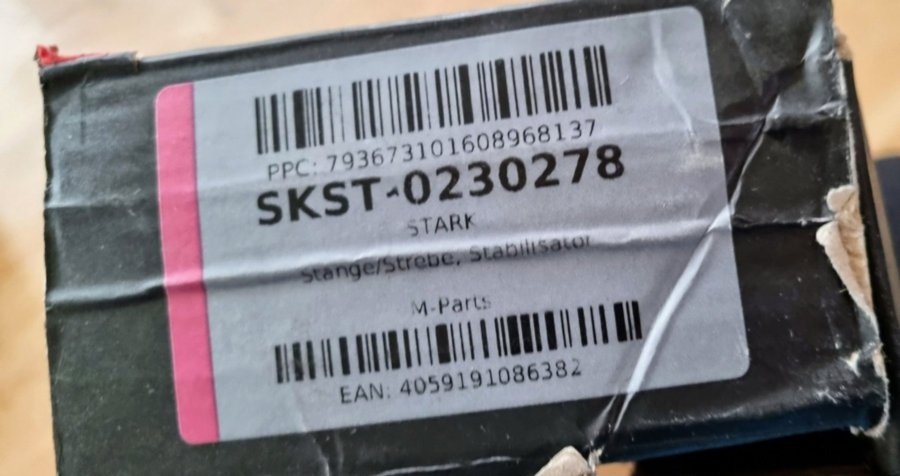 PPC: 793673101608968137
SKST-0230278
STARK
Stange/Strebe, Stabilisator
M-Parts
EAN: 4059191086382